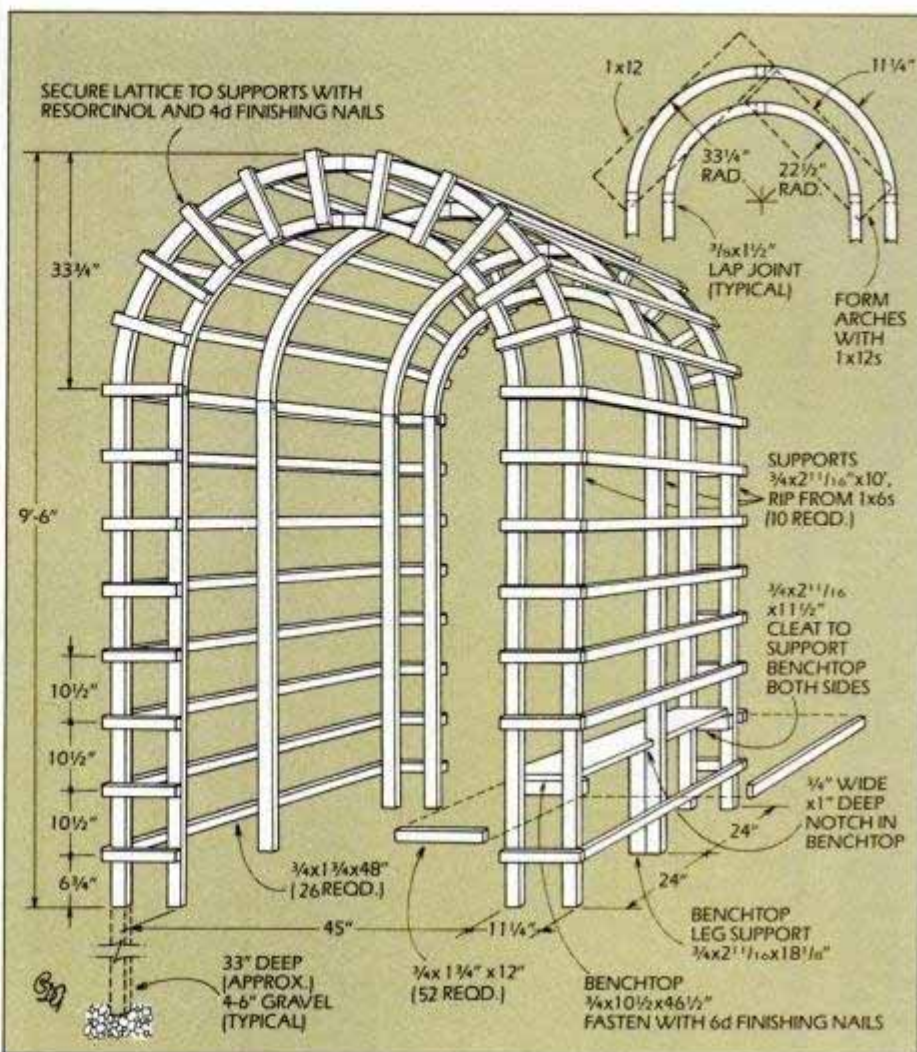 SECURE LATTICE TO SUPPORTS WITH
RESORCINOL AND 4d FINISHING NAILS
1x12
11¼"
33¼"
RAD.
22½"
RAD.
³/₈x1½"
LAP JOINT
(TYPICAL)
FORM
ARCHES
WITH
1x12s
33¾"
9'-6"
SUPPORTS
¾x2¹¹/₁₆"x10',
RIP FROM 1x6s
(10 REQD.)
¾x2¹¹/₁₆
x11½"
CLEAT TO
SUPPORT
BENCHTOP
BOTH SIDES
10½"
10½"
10½"
6¾"
¾" WIDE
x1" DEEP
NOTCH IN
BENCHTOP
24"
24"
¾x1¾x48"
(26 REQD.)
45"
11¼"
BENCHTOP
LEG SUPPORT
¾x2¹¹/₁₆x18¹/₈"
33" DEEP
(APPROX.)
4-6" GRAVEL
(TYPICAL)
¾x1¾"x12"
(52 REQD.)
BENCHTOP
¾x10½x46½"
FASTEN WITH 6d FINISHING NAILS